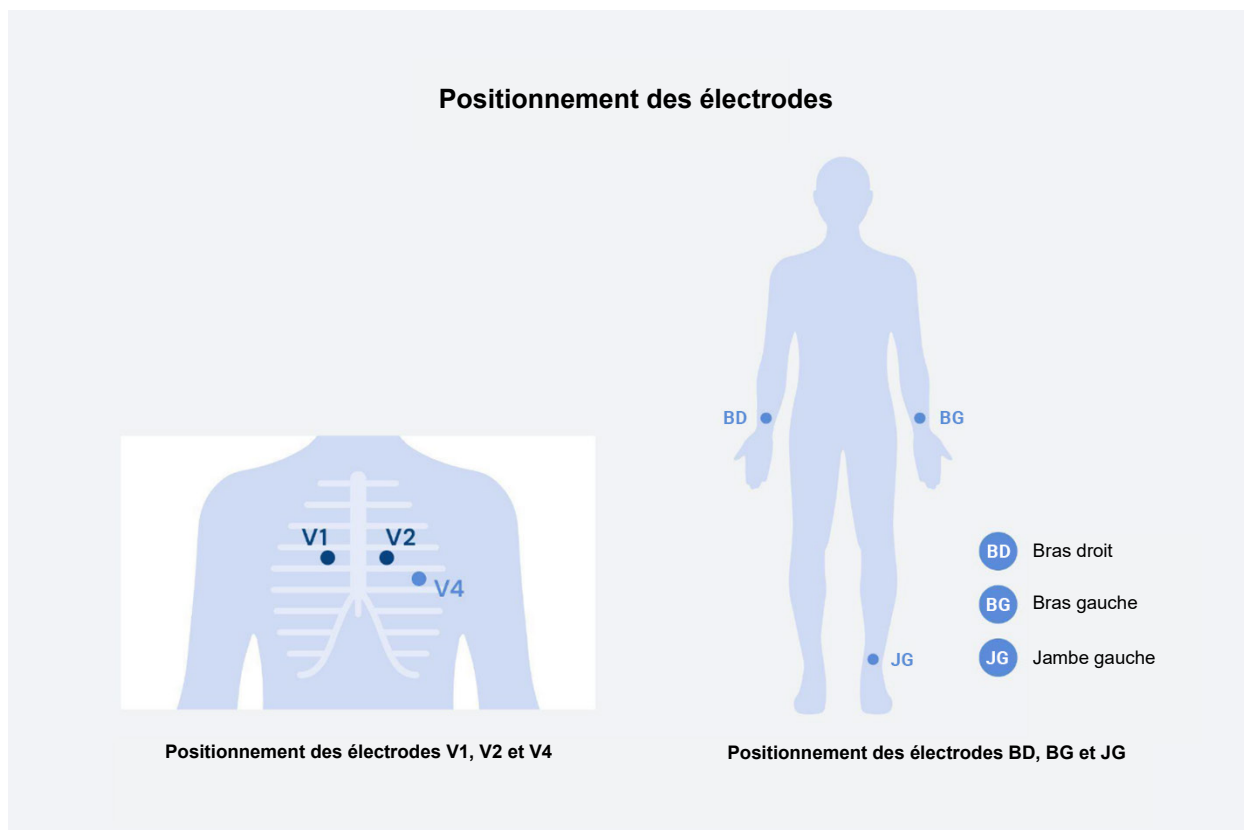 Positionnement des électrodes
V1
V2
V4
Positionnement des électrodes V1, V2 et V4
BD
BG
JG
BD Bras droit
BG Bras gauche
JG Jambe gauche
Positionnement des électrodes BD, BG et JG